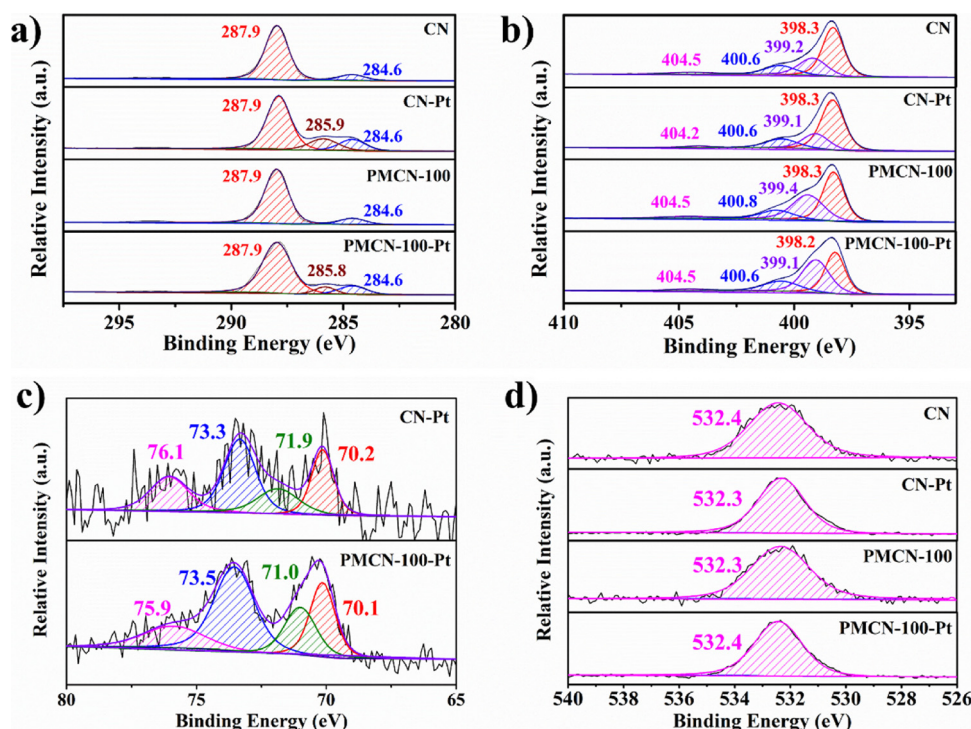 a)
CN
287.9
284.6
CN-Pt
287.9
285.9
284.6
PMCN-100
287.9
284.6
PMCN-100-Pt
287.9
285.8
284.6
295
290
285
280
Binding Energy (eV)
Relative Intensity (a.u.)
b)
CN
398.3
399.2
400.6
404.5
CN-Pt
398.3
399.1
400.6
404.2
PMCN-100
398.3
399.4
400.8
404.5
PMCN-100-Pt
398.2
399.1
400.6
404.5
410
405
400
395
Binding Energy (eV)
Relative Intensity (a.u.)
c)
CN-Pt
76.1
73.3
71.9
70.2
PMCN-100-Pt
75.9
73.5
71.0
70.1
80
75
70
65
Binding Energy (eV)
Relative Intensity (a.u.)
d)
CN
532.4
CN-Pt
532.3
PMCN-100
532.3
PMCN-100-Pt
532.4
540
538
536
534
532
530
528
526
Binding Energy (eV)
Relative Intensity (a.u.)